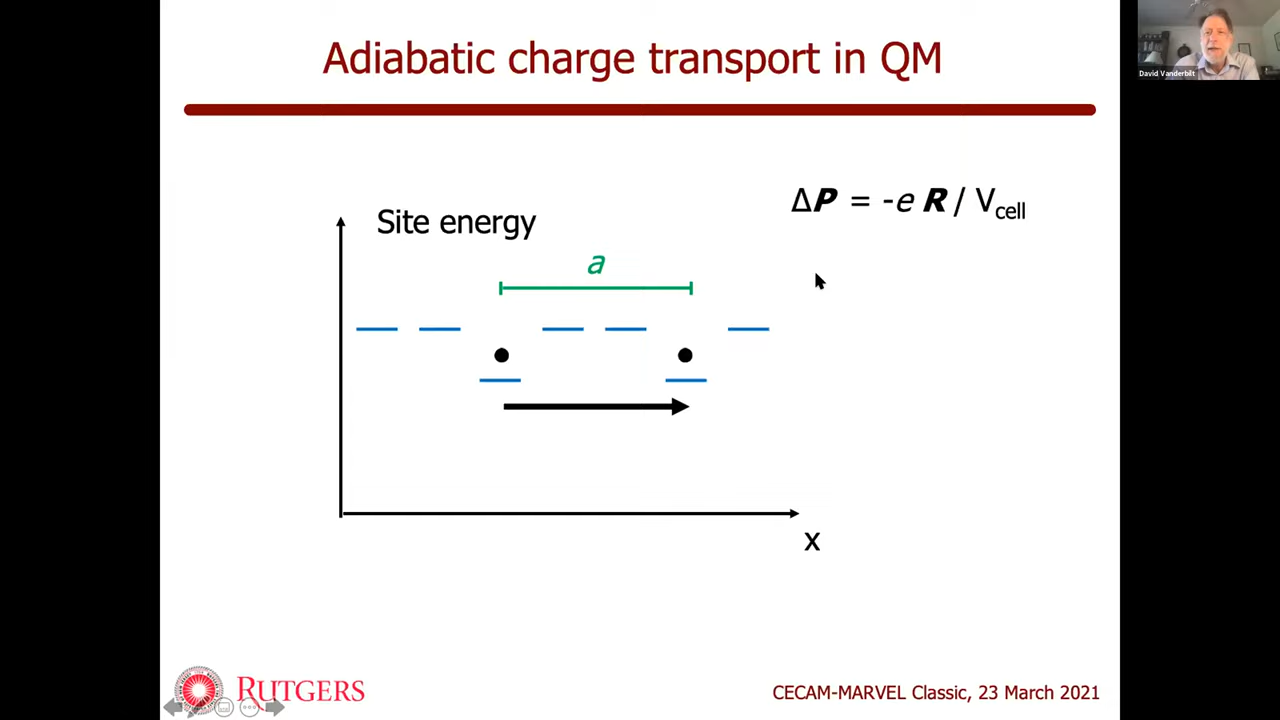 Adiabatic charge transport in QM
David Vanderbilt
ΔP = -e R / Vcell
Site energy
a
x
RUTGERS
CECAM-MARVEL Classic, 23 March 2021